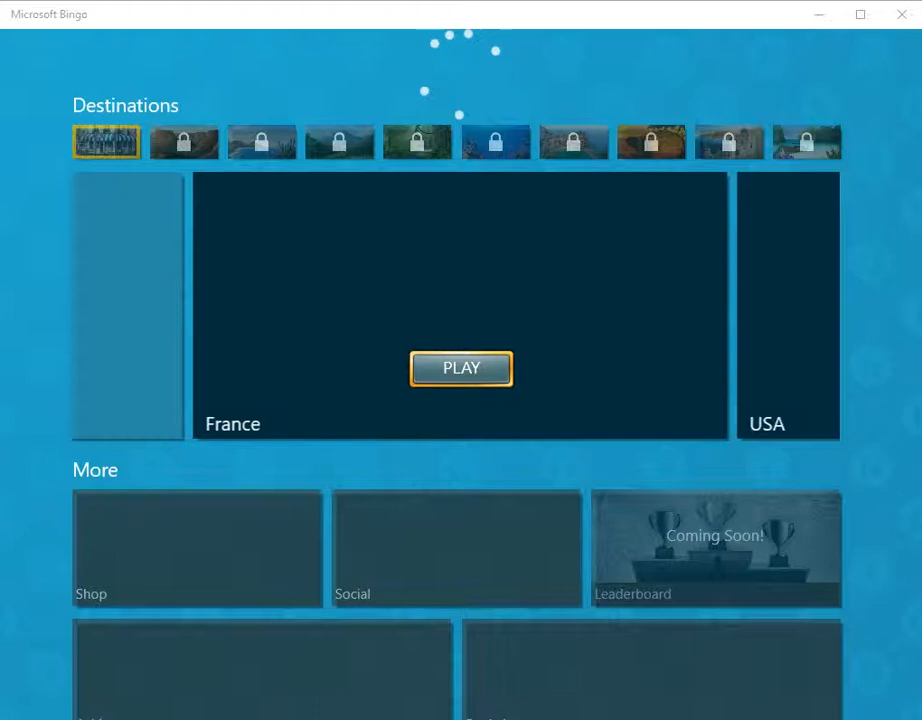 Microsoft Bingo
Destinations
PLAY
France
USA
More
Coming Soon!
Shop
Social
Leaderboard